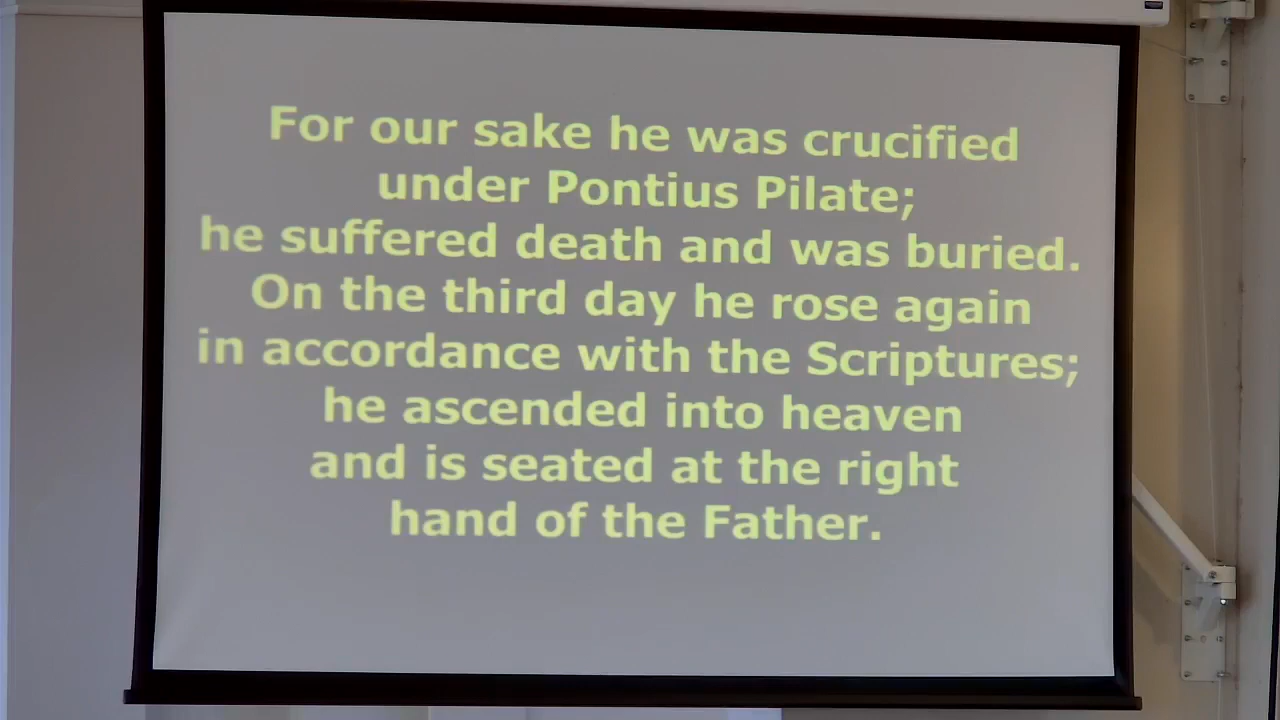 For our sake he was crucified
under Pontius Pilate;
he suffered death and was buried.
On the third day he rose again
in accordance with the Scriptures;
he ascended into heaven
and is seated at the right
hand of the Father.